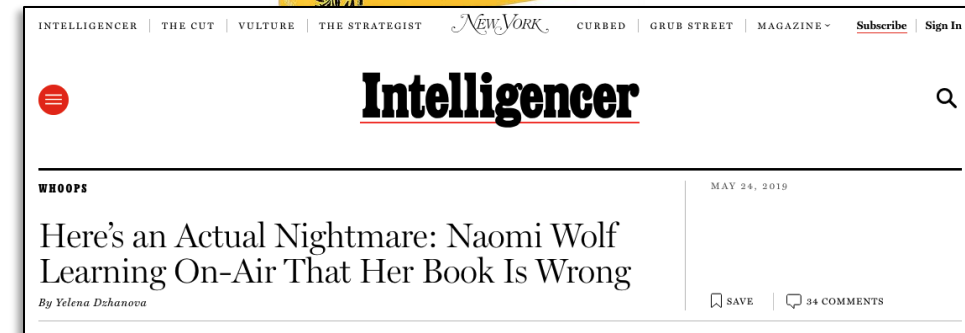 INTELLIGENCER THE CUT VULTURE THE STRATEGIST NEW YORK CURBED GRUB STREET MAGAZINE Subscribe Sign In
Intelligencer
WHOOPS
MAY 24, 2019
Here's an Actual Nightmare: Naomi Wolf
Learning On-Air That Her Book Is Wrong
By Yelena Dzhanova
SAVE 34 COMMENTS